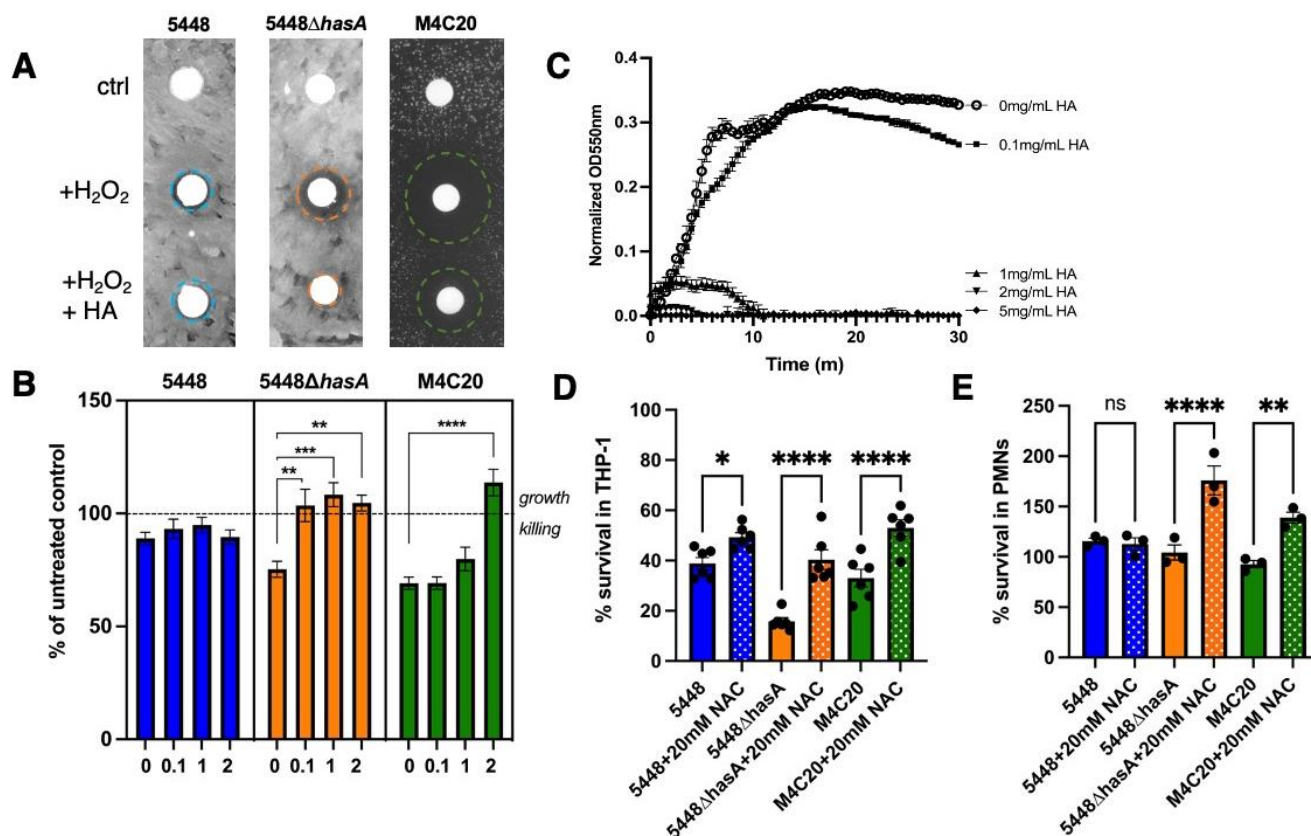 5448 5448ΔhasA M4C20
A
ctrl
+H₂O₂
+H₂O₂
+ HA
C
Normalized OD550nm
0.4
0.3
0.2
0.1
0.0
0 10 20 30
Time (m)
0mg/mL HA
0.1mg/mL HA
1mg/mL HA
2mg/mL HA
5mg/mL HA
B
5448 5448ΔhasA M4C20
% of untreated control
150
100
50
0
**
***
**
****
growth
killing
0 0.1 1 2 0 0.1 1 2 0 0.1 1 2
D
% survival in THP-1
100
80
60
40
20
0
* **** ****
5448
5448+20mM NAC
5448ΔhasA
5448ΔhasA+20mM NAC
M4C20
M4C20+20mM NAC
E
% survival in PMNs
250
200
150
100
50
0
ns **** **
5448
5448+20mM NAC
5448ΔhasA
5448ΔhasA+20mM NAC
M4C20
M4C20+20mM NAC